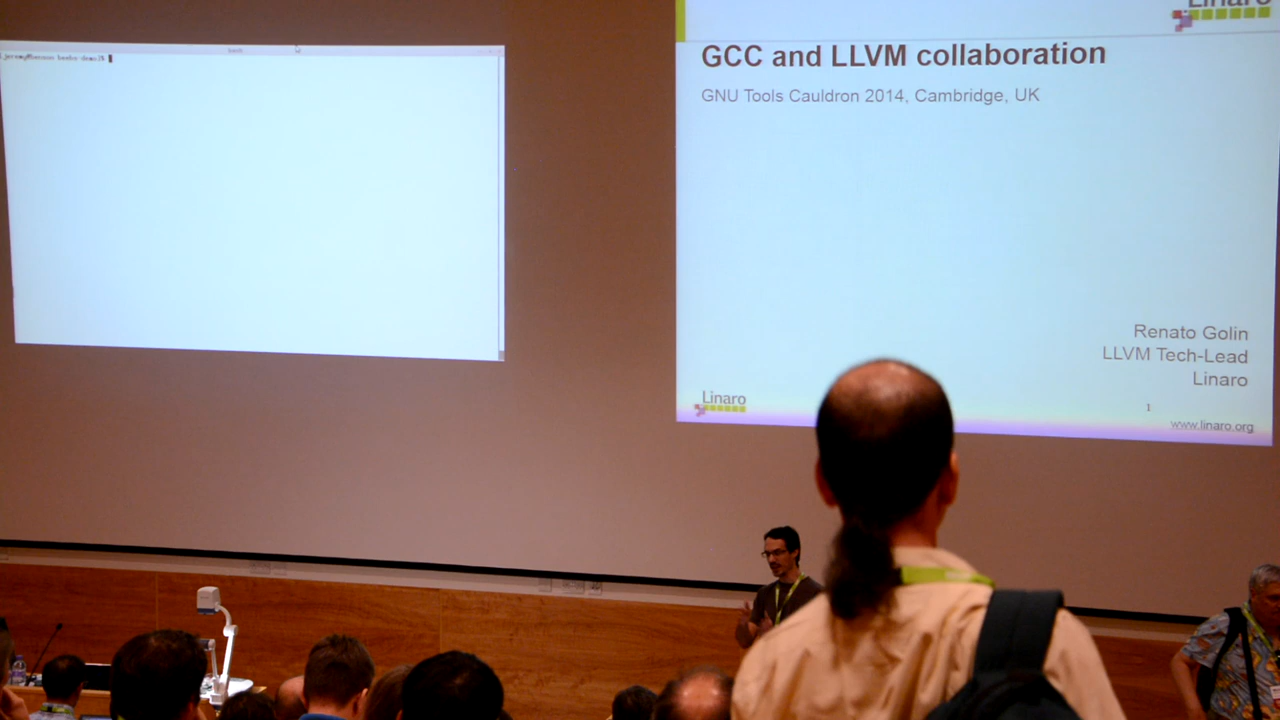 bash
Linaro
GCC and LLVM collaboration
GNU Tools Cauldron 2014, Cambridge, UK
Renato Golin
LLVM Tech-Lead
Linaro
Linaro
1
www.linaro.org